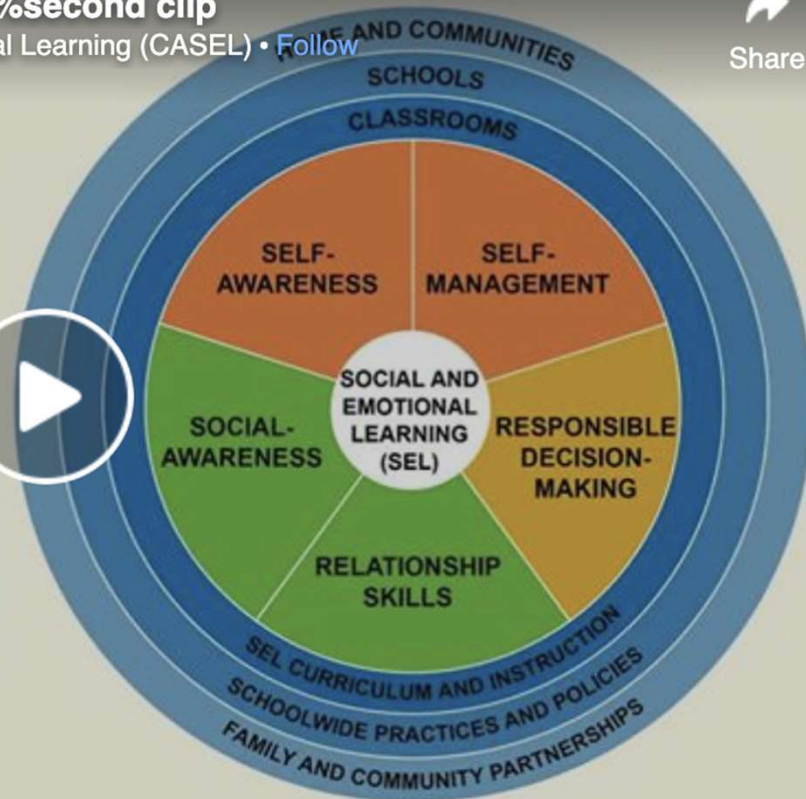 %second clip
al Learning (CASEL) • Follow
Share
HOME AND COMMUNITIES
SCHOOLS
CLASSROOMS
SELF-
AWARENESS
SELF-
MANAGEMENT
SOCIAL AND
EMOTIONAL
LEARNING
(SEL)
SOCIAL-
AWARENESS
RESPONSIBLE
DECISION-
MAKING
RELATIONSHIP
SKILLS
SEL CURRICULUM AND INSTRUCTION
SCHOOLWIDE PRACTICES AND POLICIES
FAMILY AND COMMUNITY PARTNERSHIPS